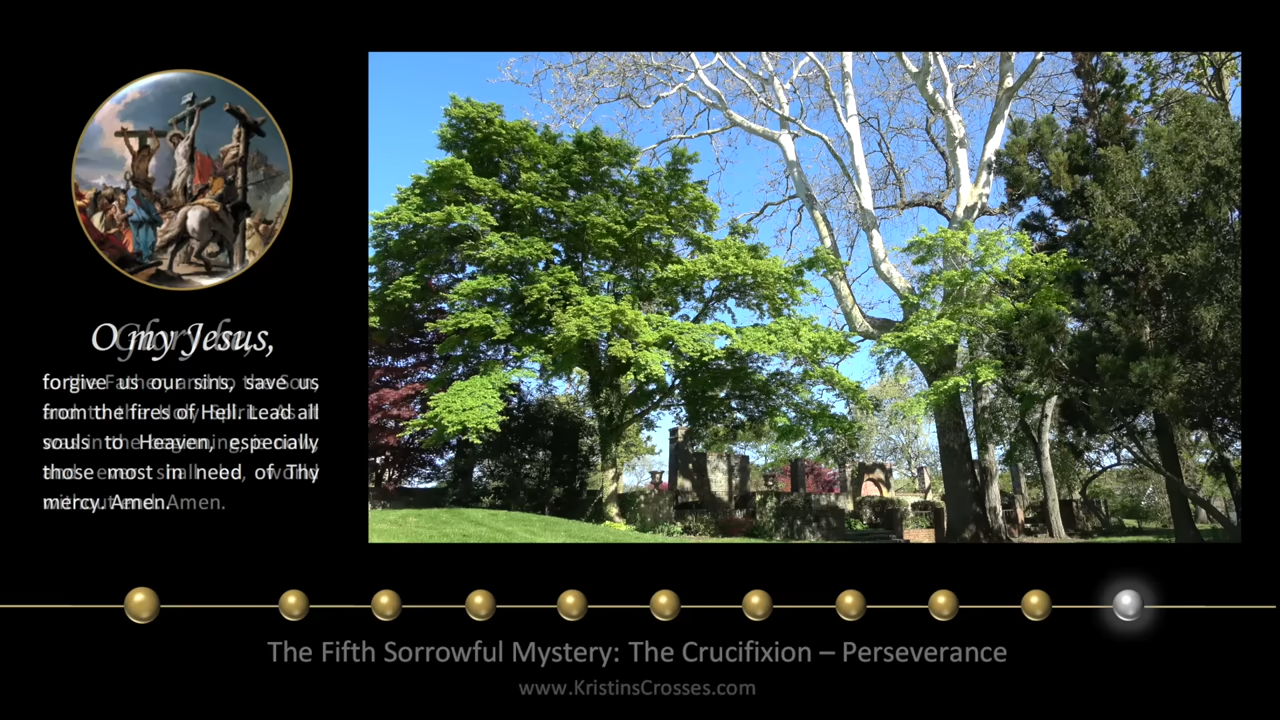 O my Jesus,
forgive us our sins, save us
from the fires of Hell. Lead all
souls to Heaven, especially
those most in need of Thy
mercy. Amen.
The Fifth Sorrowful Mystery: The Crucifixion – Perseverance
www.KristinsCrosses.com